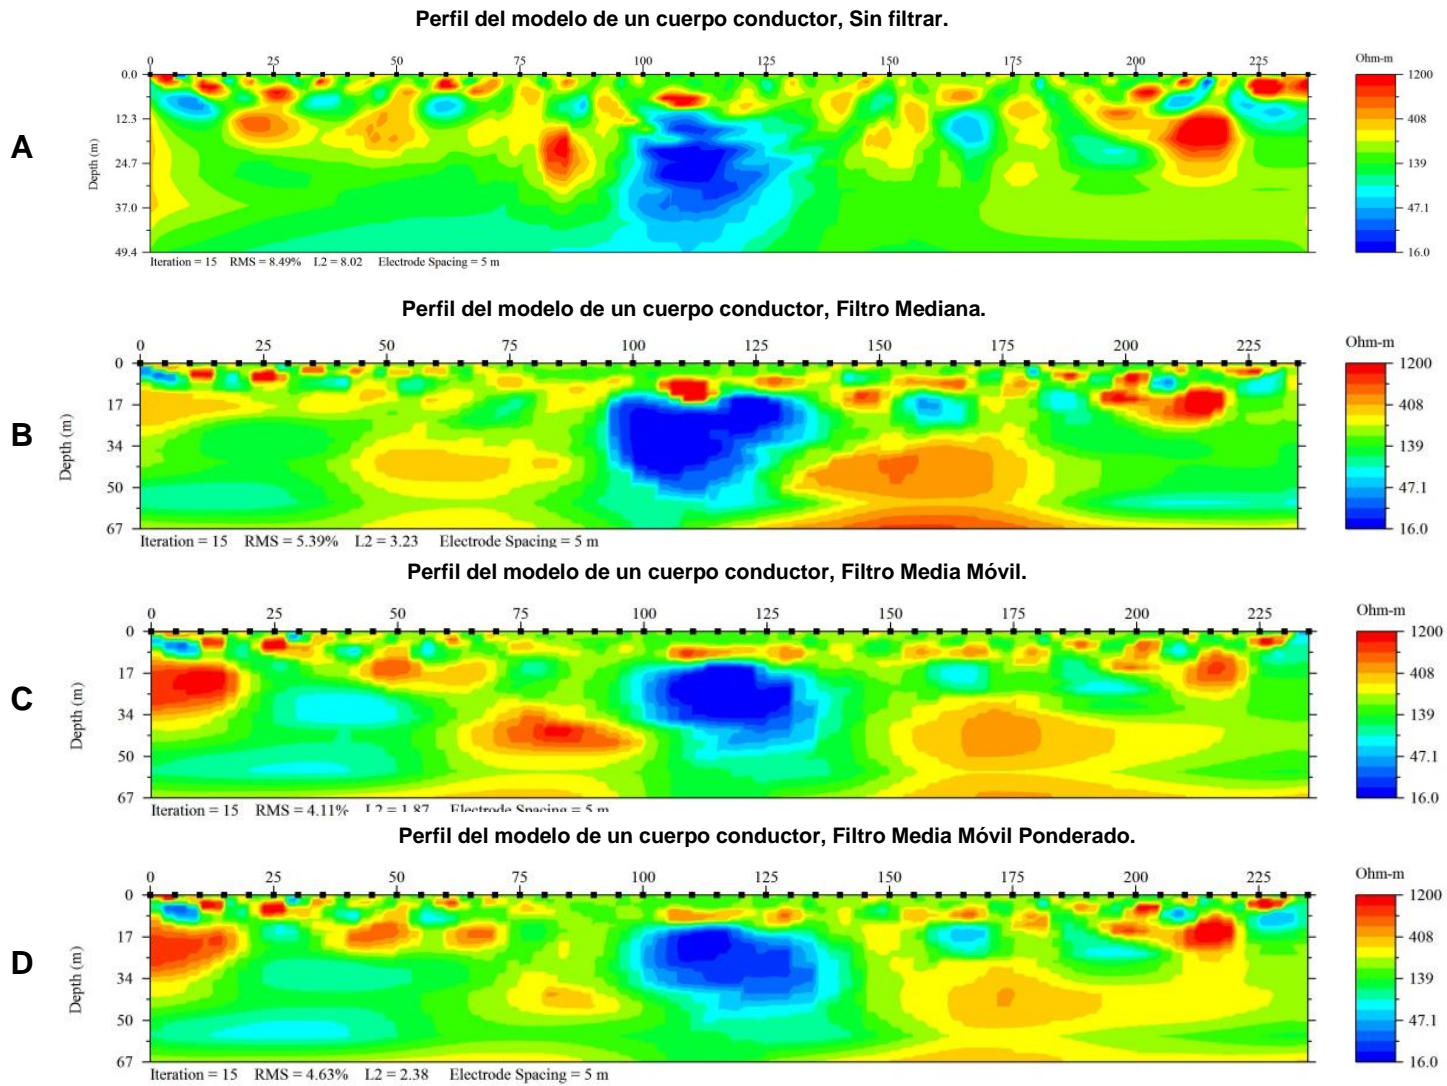 Perfil del modelo de un cuerpo conductor, Sin filtrar.
0 25 50 75 100 125 150 175 200 225
Ohm-m
A
Depth (m)
0.0
12.3
24.7
37.0
49.4
1200
408
139
47.1
16.0
Iteration = 15 RMS = 8.49% L2 = 8.02 Electrode Spacing = 5 m
Perfil del modelo de un cuerpo conductor, Filtro Mediana.
0 25 50 75 100 125 150 175 200 225
Ohm-m
B
Depth (m)
0
17
34
50
67
1200
408
139
47.1
16.0
Iteration = 15 RMS = 5.39% L2 = 3.23 Electrode Spacing = 5 m
Perfil del modelo de un cuerpo conductor, Filtro Media Móvil.
0 25 50 75 100 125 150 175 200 225
Ohm-m
C
Depth (m)
0
17
34
50
67
1200
408
139
47.1
16.0
Iteration = 15 RMS = 4.11% L2 = 1.87 Electrode Spacing = 5 m
Perfil del modelo de un cuerpo conductor, Filtro Media Móvil Ponderado.
0 25 50 75 100 125 150 175 200 225
Ohm-m
D
Depth (m)
0
17
34
50
67
1200
408
139
47.1
16.0
Iteration = 15 RMS = 4.63% L2 = 2.38 Electrode Spacing = 5 m